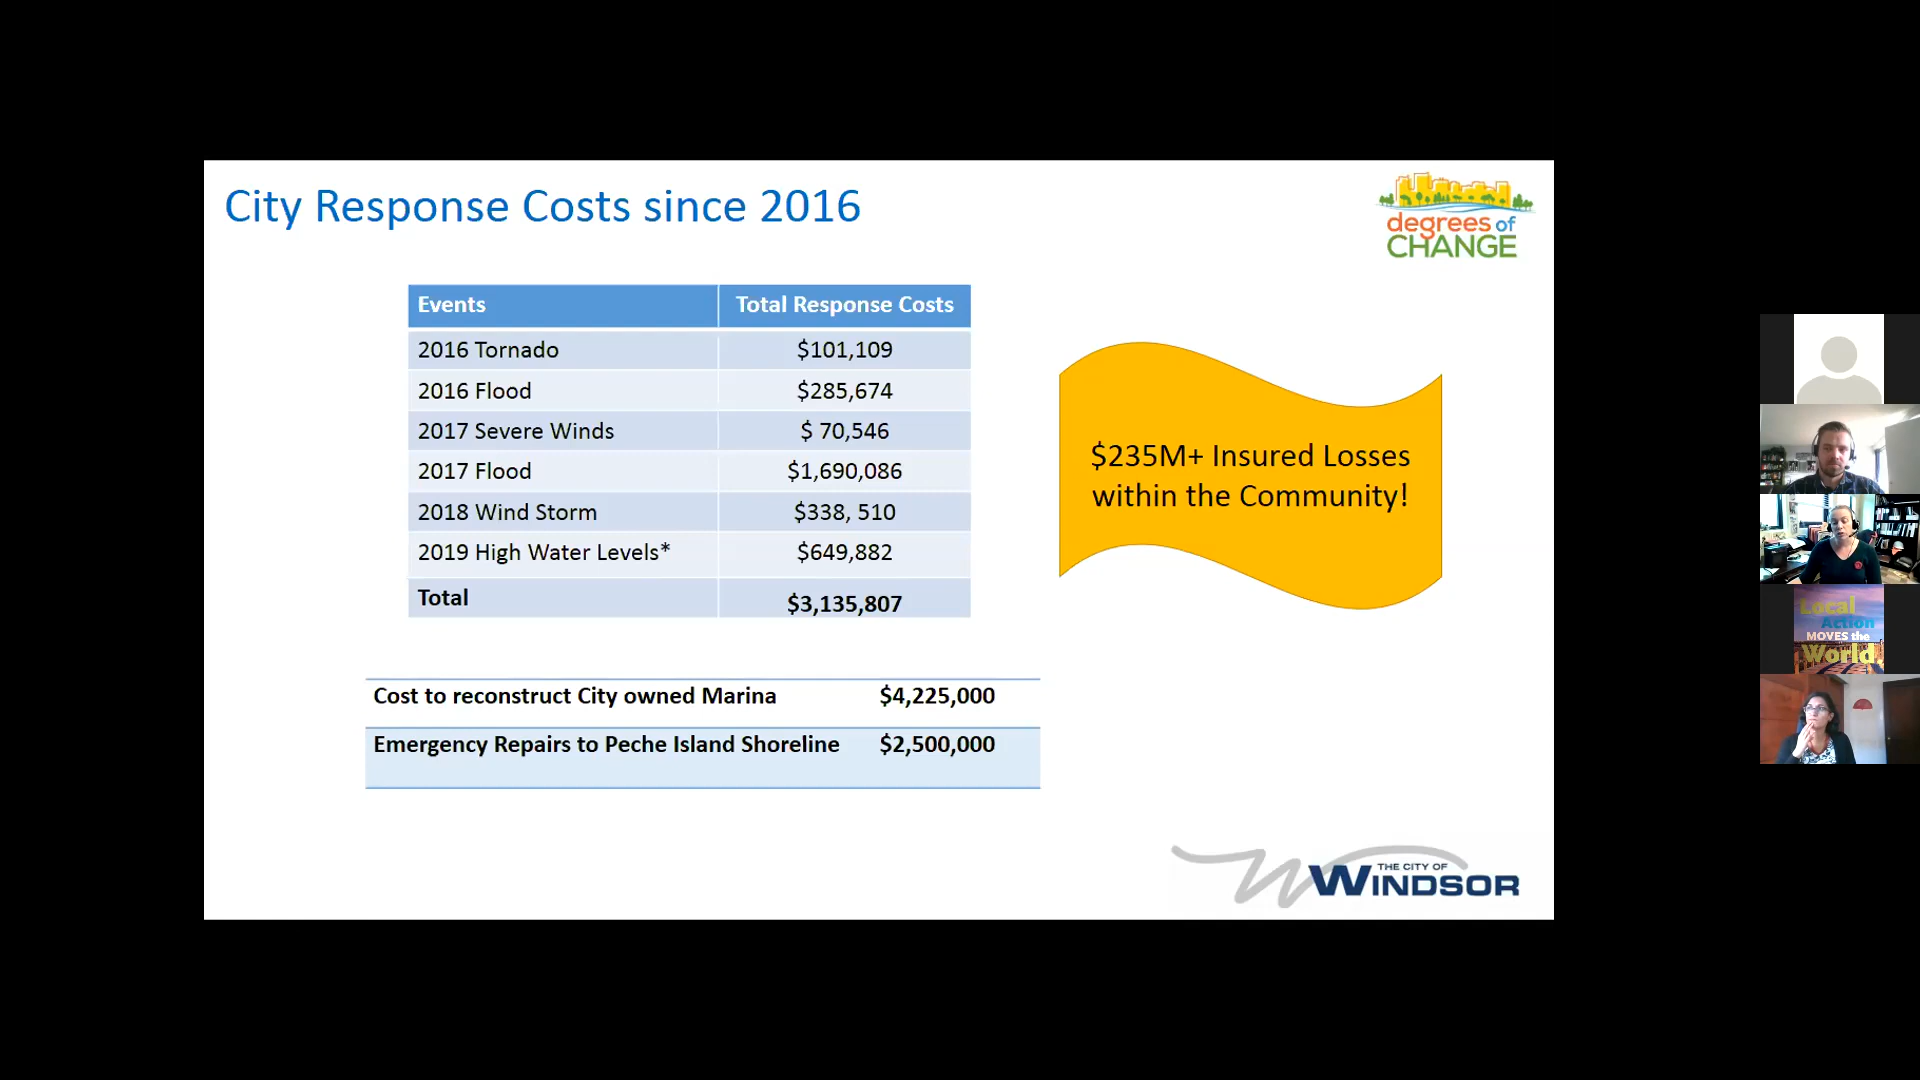 City Response Costs since 2016
degrees of
CHANGE
Events Total Response Costs
2016 Tornado $101,109
2016 Flood $285,674
2017 Severe Winds $ 70,546
2017 Flood $1,690,086
2018 Wind Storm $338, 510
2019 High Water Levels* $649,882
Total $3,135,807
$235M+ Insured Losses
within the Community!
Cost to reconstruct City owned Marina $4,225,000
Emergency Repairs to Peche Island Shoreline $2,500,000
THE CITY OF
WINDSOR
Local
Action
MOVES the
World